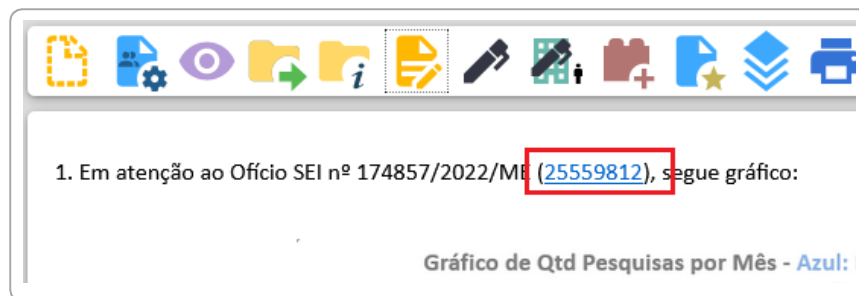 1. Em atenção ao Ofício SEI nº 174857/2022/ME (25559812), segue gráfico:
Gráfico de Qtd Pesquisas por Mês - Azul: